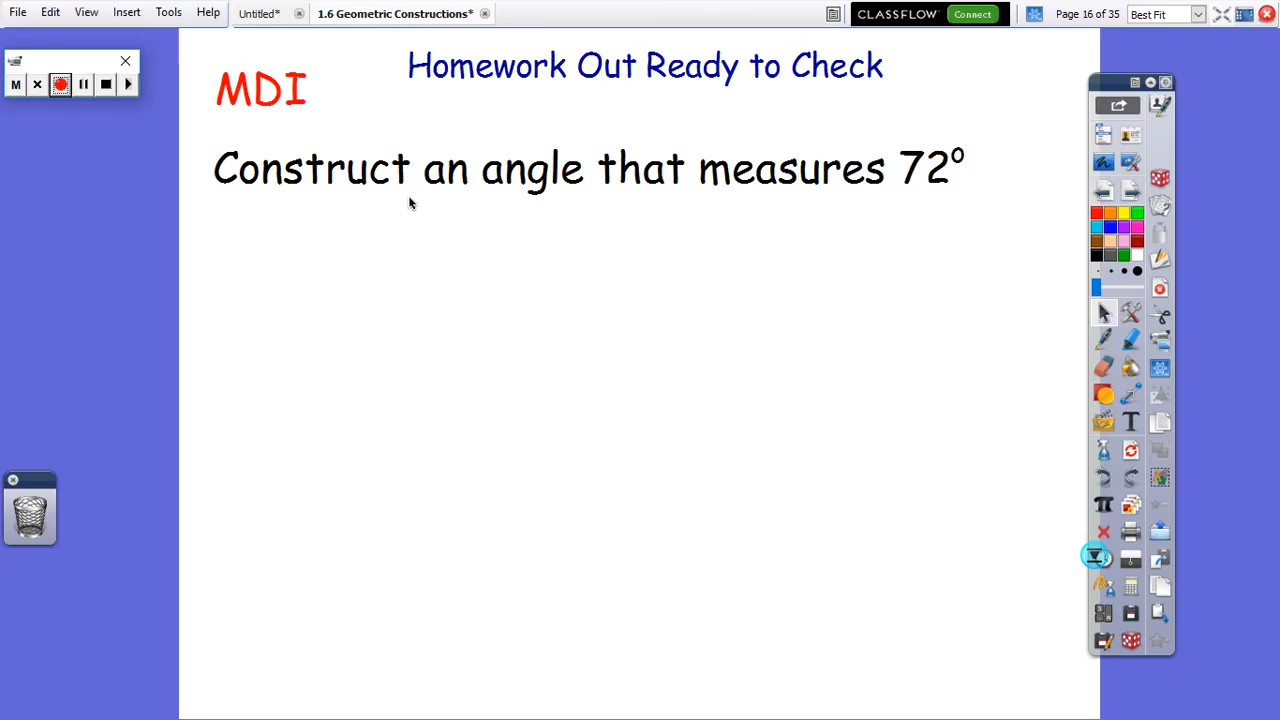 File Edit View Insert Tools Help Untitled* 1.6 Geometric Constructions* CLASSFLOW Connect Page 16 of 35 Best Fit
M
Homework Out Ready to Check
MDI
Construct an angle that measures 72°
T